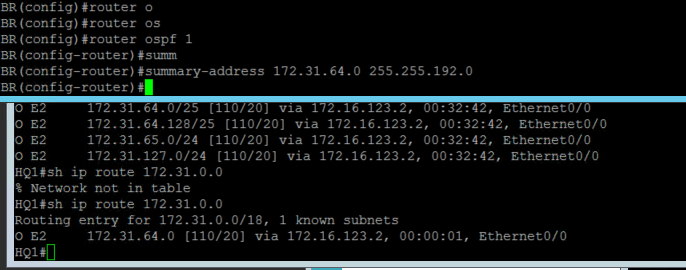 BR(config)#router o
BR(config)#router os
BR(config)#router ospf 1
BR(config-router)#summ
BR(config-router)#summary-address 172.31.64.0 255.255.192.0
BR(config-router)#
O E2     172.31.64.0/25 [110/20] via 172.16.123.2, 00:32:42, Ethernet0/0
O E2     172.31.64.128/25 [110/20] via 172.16.123.2, 00:32:42, Ethernet0/0
O E2     172.31.65.0/24 [110/20] via 172.16.123.2, 00:32:42, Ethernet0/0
O E2     172.31.127.0/24 [110/20] via 172.16.123.2, 00:32:42, Ethernet0/0
HQ1#sh ip route 172.31.0.0
% Network not in table
HQ1#sh ip route 172.31.0.0
Routing entry for 172.31.0.0/18, 1 known subnets
O E2     172.31.64.0 [110/20] via 172.16.123.2, 00:00:01, Ethernet0/0
HQ1#